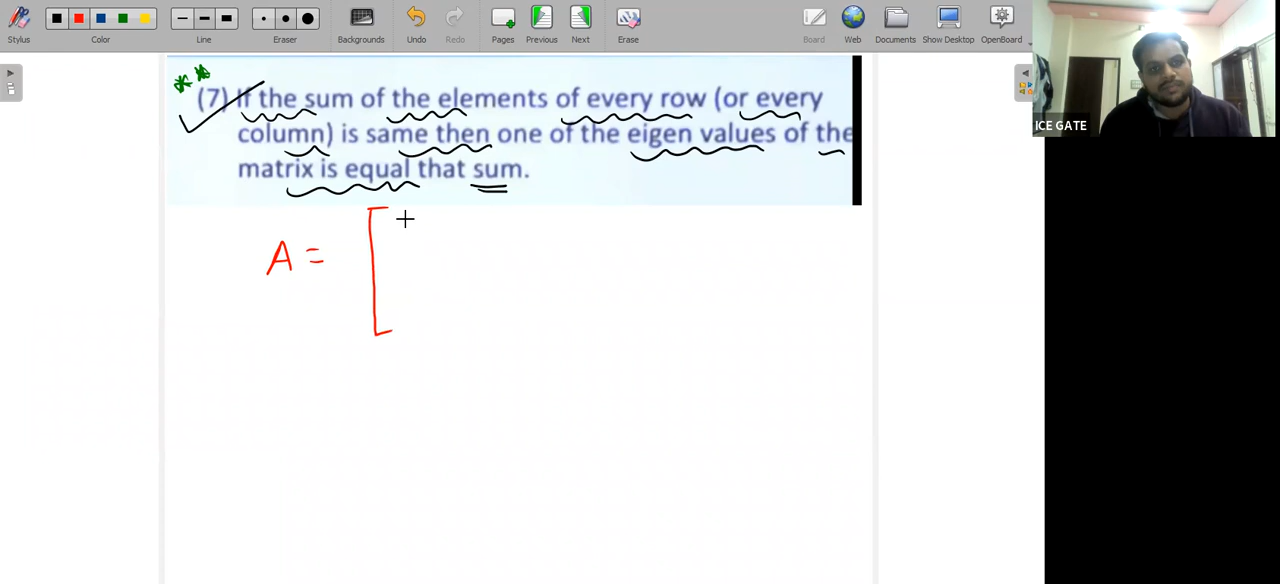 Stylus
Color
Line
Eraser
Backgrounds
Undo
Redo
Pages
Previous
Next
Erase
Board
Web
Documents
Show Desktop
OpenBoard
(7) If the sum of the elements of every row (or every
column) is same then one of the eigen values of the
matrix is equal that sum.
A = [
ICE GATE